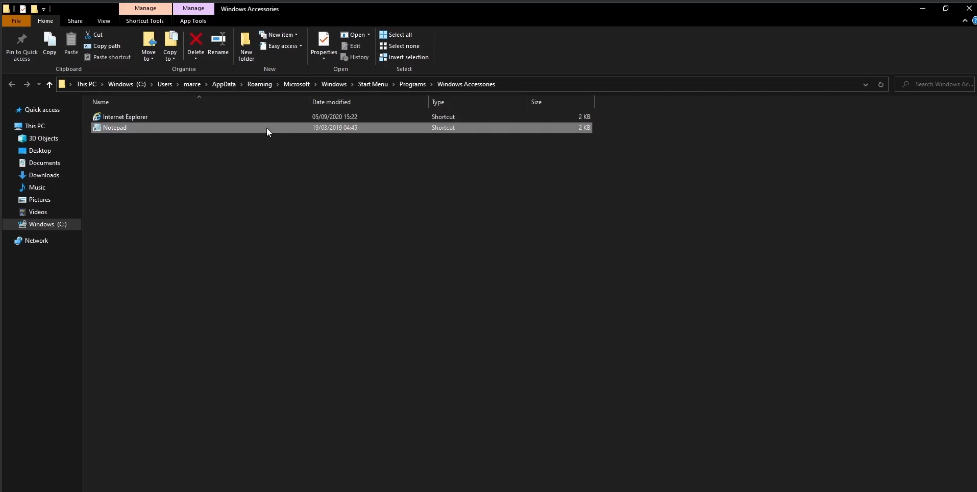 Manage Manage Windows Accessories
File Home Share View Shortcut Tools App Tools
Pin to Quick access
Copy
Paste
Cut
Copy path
Paste shortcut
Clipboard
Move to
Copy to
Delete
Rename
Organise
New folder
New item
Easy access
New
Properties
Open
Edit
History
Open
Select all
Select none
Invert selection
Select
This PC > Windows (C:) > Users > marce > AppData > Roaming > Microsoft > Windows > Start Menu > Programs > Windows Accessories
Search Windows Ac...
Quick access
This PC
3D Objects
Desktop
Documents
Downloads
Music
Pictures
Videos
Windows (C:)
Network
Name Date modified Type Size
Internet Explorer 05/09/2020 15:22 Shortcut 2 KB
Notepad 19/03/2019 04:45 Shortcut 2 KB